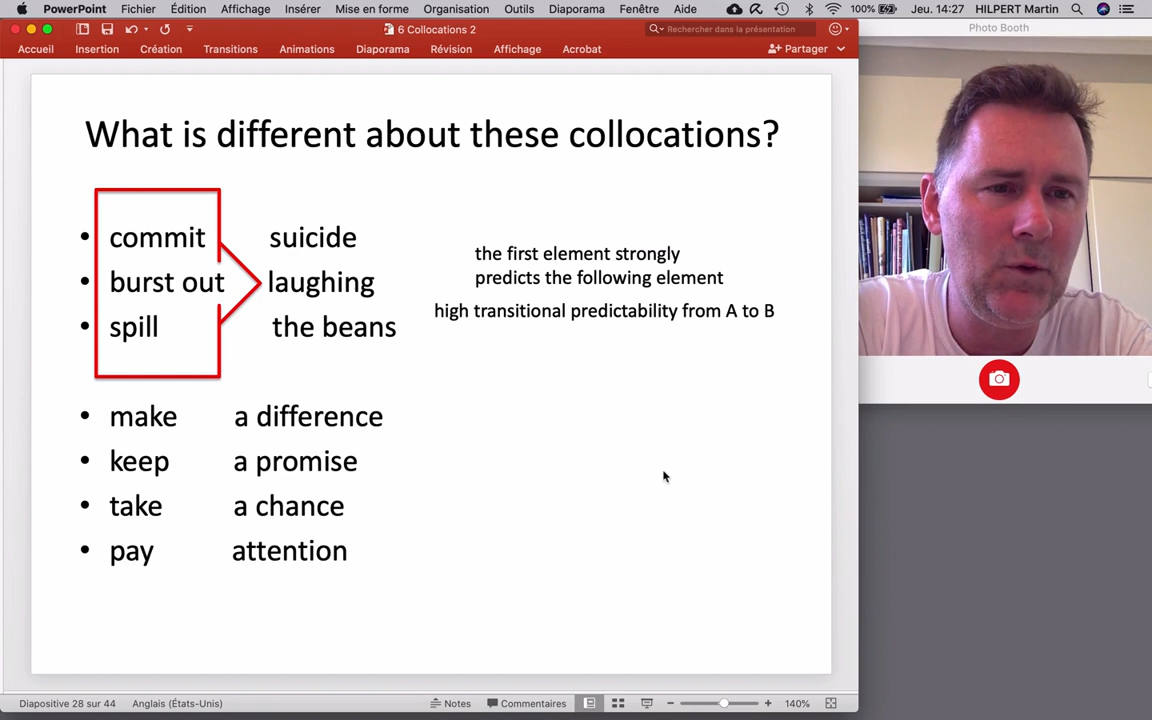 PowerPoint Fichier Édition Affichage Insérer Mise en forme Organisation Outils Diaporama Fenêtre Aide 100% Jeu. 14:27 HILPERT Martin
6 Collocations 2
Rechercher dans la présentation
Photo Booth
Accueil Insertion Création Transitions Animations Diaporama Révision Affichage Acrobat Partager
What is different about these collocations?
• commit suicide
• burst out laughing
• spill the beans
the first element strongly
predicts the following element
high transitional predictability from A to B
• make a difference
• keep a promise
• take a chance
• pay attention
Diapositive 28 sur 44 Anglais (États-Unis) Notes Commentaires 140%